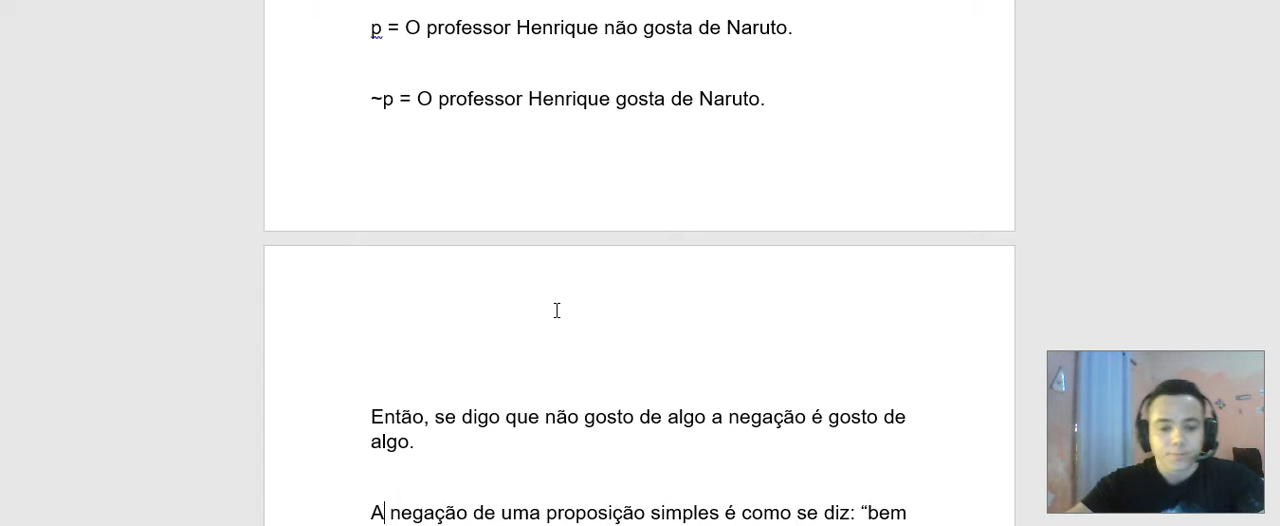 p = O professor Henrique não gosta de Naruto.
~p = O professor Henrique gosta de Naruto.
Então, se digo que não gosto de algo a negação é gosto de
algo.
A negação de uma proposição simples é como se diz: “bem